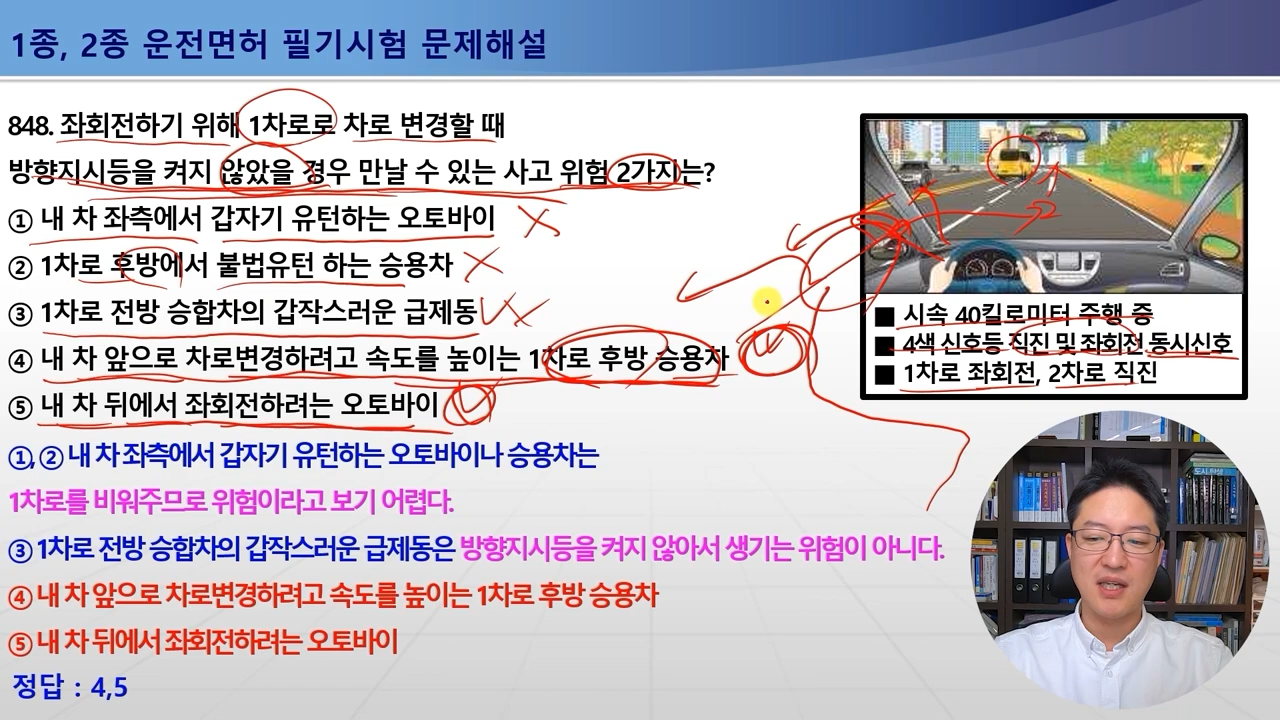 1종, 2종 운전면허 필기시험 문제해설
848. 좌회전하기 위해 1차로로 차로 변경할 때
방향지시등을 켜지 않았을 경우 만날 수 있는 사고 위험 2가지는?
① 내 차 좌측에서 갑자기 유턴하는 오토바이
② 1차로 후방에서 불법유턴 하는 승용차
③ 1차로 전방 승합차의 갑작스러운 급제동
④ 내 차 앞으로 차로변경하려고 속도를 높이는 1차로 후방 승용차
⑤ 내 차 뒤에서 좌회전하려는 오토바이
■ 시속 40킬로미터 주행 중
■ 4색 신호등 직진 및 좌회전 동시신호
■ 1차로 좌회전, 2차로 직진
①, ② 내 차 좌측에서 갑자기 유턴하는 오토바이나 승용차는
1차로를 비워주므로 위험이라고 보기 어렵다.
③ 1차로 전방 승합차의 갑작스러운 급제동은 방향지시등을 켜지 않아서 생기는 위험이 아니다.
④ 내 차 앞으로 차로변경하려고 속도를 높이는 1차로 후방 승용차
⑤ 내 차 뒤에서 좌회전하려는 오토바이
정답 : 4,5